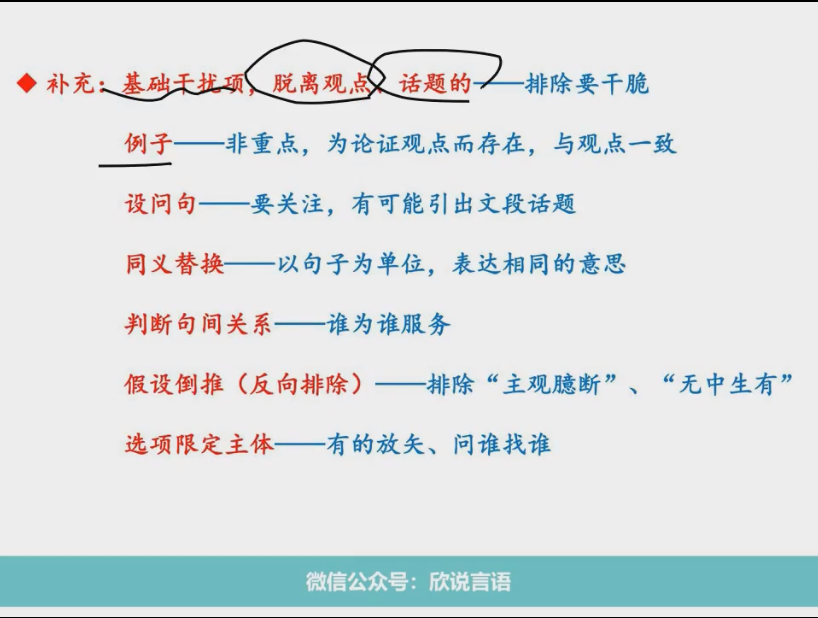 补充：基础干扰项，脱离观点、话题的——排除要干脆
例子——非重点，为论证观点而存在，与观点一致
设问句——要关注，有可能引出文段话题
同义替换——以句子为单位，表达相同的意思
判断句间关系——谁为谁服务
假设倒推（反向排除）——排除“主观臆断”、“无中生有”
选项限定主体——有的放矢、问谁找谁
微信公众号：欣说言语